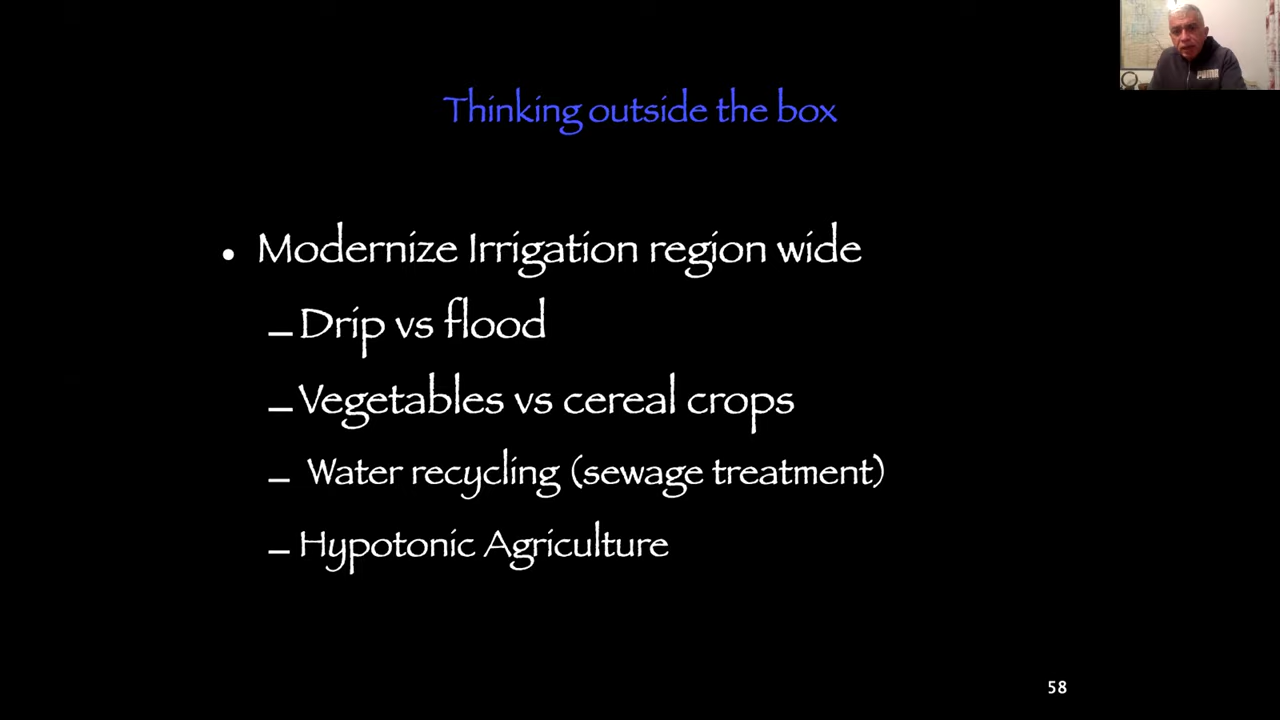 Thinking outside the box
• Modernize Irrigation region wide
– Drip vs flood
– Vegetables vs cereal crops
– Water recycling (sewage treatment)
– Hypotonic Agriculture
58
PUMA